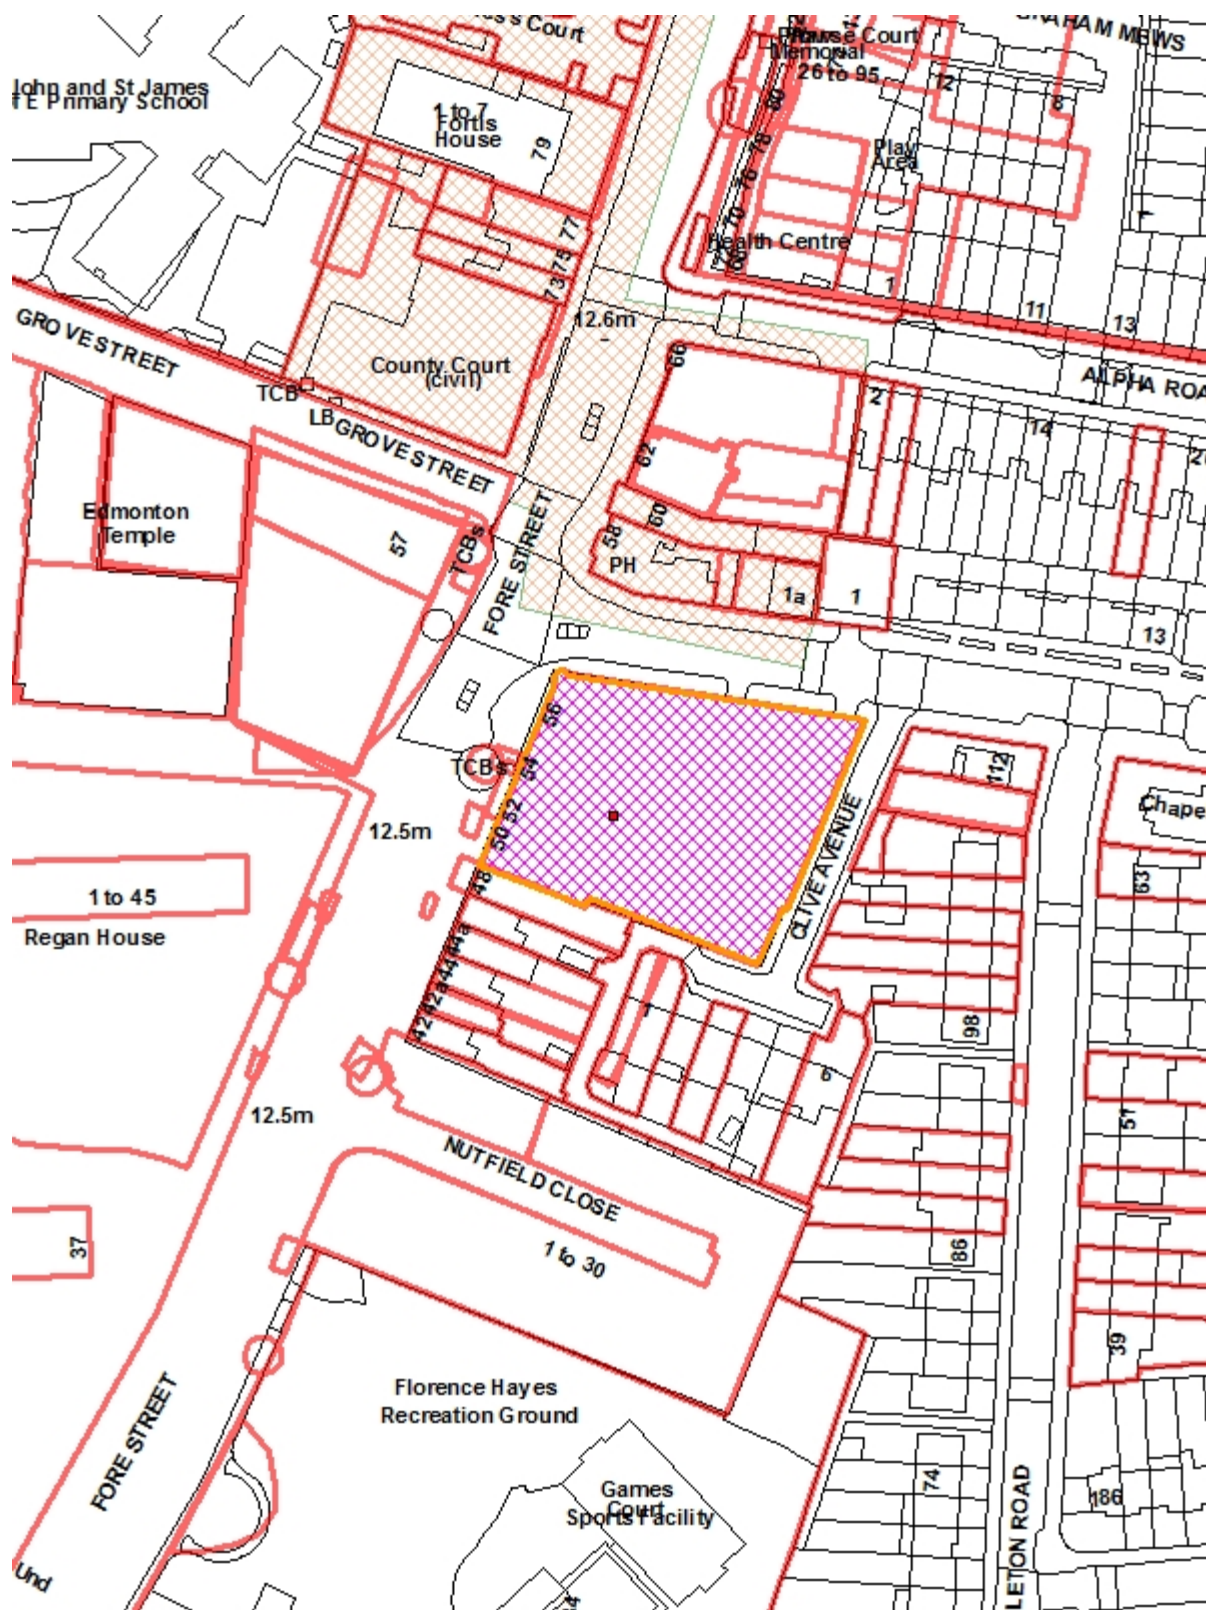 Court
GRAHAM MEWS
John and St James
E Primary School
1 to 7
Fortis
House
79
House Court
Memorial
26 to 95
80
78
76
70
12
8
Play
Area
Health Centre
77
75
73
1
11
13
12.6m
GROVE STREET
County Court
(civil)
TCB
LB
GROVE STREET
66
2
ALPHA ROA
14
62
Edmonton
Temple
57
TCBs
FORE STREET
60
58
PH
1a
1
13
56
54
52
50
48
TCBs
12.5m
112
Chape
CLIVE AVENUE
63
1 to 45
Regan House
44a
44
42a
42
1
98
6
51
12.5m
NUTFIELD CLOSE
1 to 30
37
86
39
Florence Hayes
Recreation Ground
FORE STREET
Games
Court
Sports Facility
74
186
LETON ROAD
Und